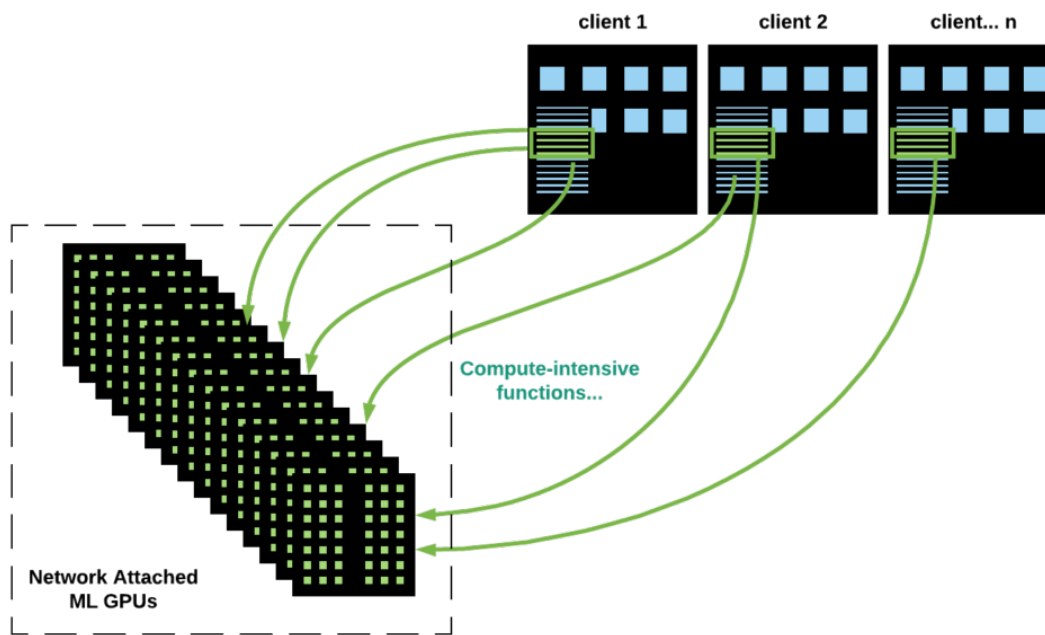 client 1
client 2
client... n
Compute-intensive
functions...
Network Attached
ML GPUs